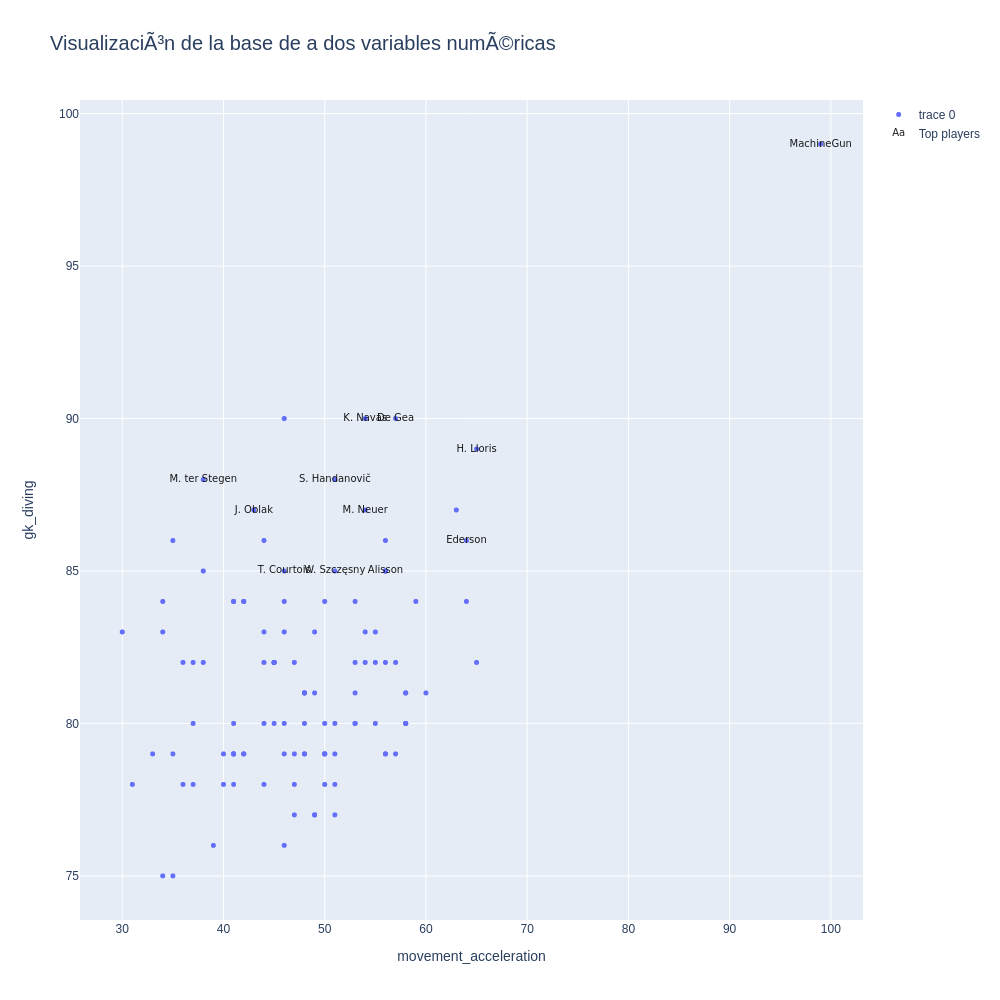 VisualizaciÃ³n de la base de a dos variables numÃ©ricas
trace 0
Aa Top players
100
MachineGun
95
90
K. Navas De Gea
H. Lloris
M. ter Stegen S. Handanovič
J. Oblak M. Neuer
Ederson
85
T. Courtois W. Szczęsny Alisson
80
75
gk_diving
30 40 50 60 70 80 90 100
movement_acceleration